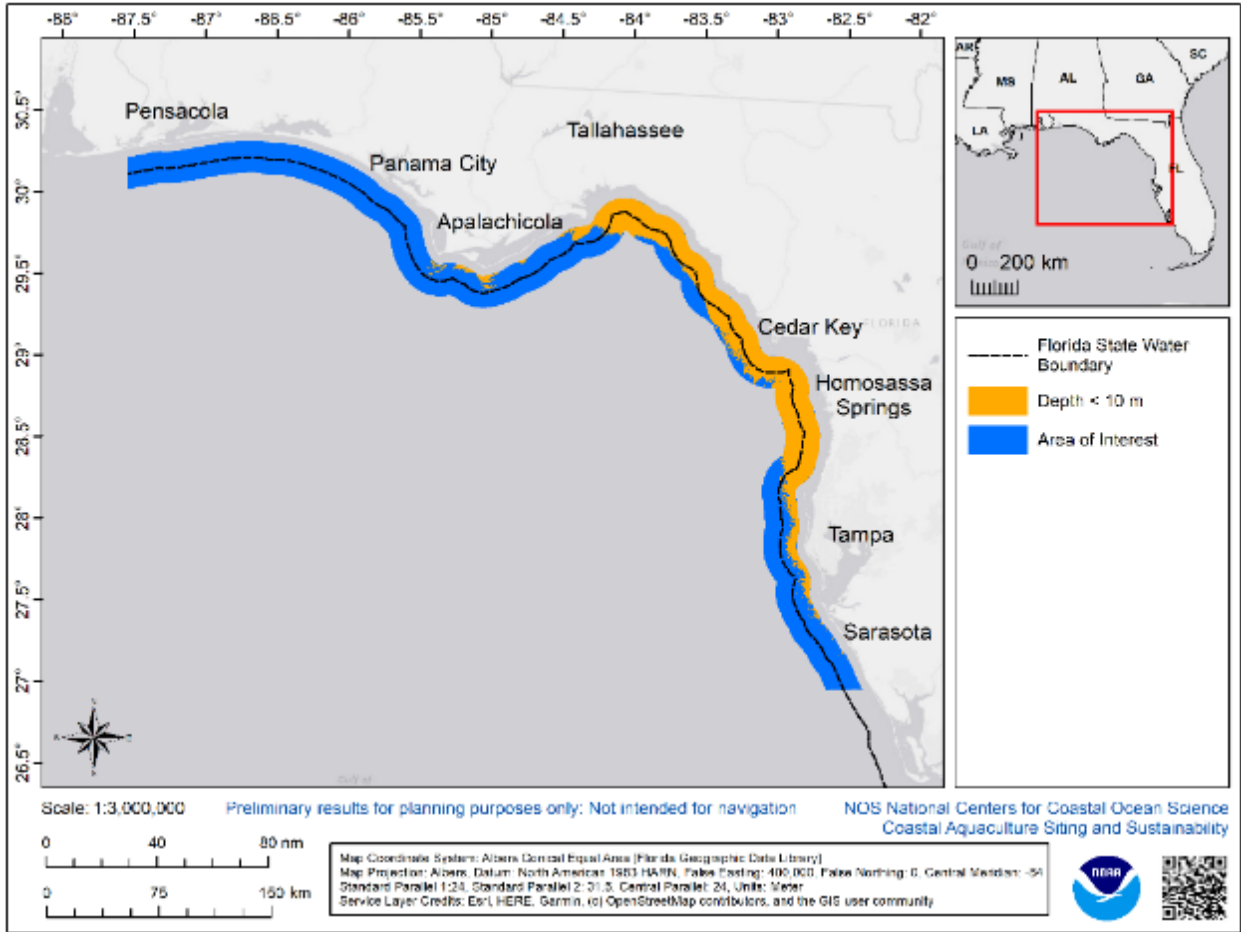 -88° -87.5° -87° -86.5° -86° -85.5° -85° -84.5° -84° -83.5° -83° -82.5° -82°
30.5°
30°
29.5°
29°
28.5°
28°
27.5°
27°
26.5°
Pensacola
Tallahassee
Panama City
Apalachicola
Cedar Key
FLORIDA
Homosassa
Springs
Tampa
Sarasota
Gulf of
AR
SC
MS
AL
GA
LA
FL
Gulf of
0 200 km
Florida State Water
Boundary
Depth < 10 m
Area of Interest
Scale: 1:3,000,000
Preliminary results for planning purposes only: Not intended for navigation
NOS National Centers for Coastal Ocean Science
Coastal Aquaculture Siting and Sustainability
0 40 80 nm
0 75 150 km
Map Coordinate System: Albers Conical Equal Area (Florida Geographic Data Library)
Map Projection: Albers, Datum: North American 1983 HARN, False Easting: 400,000, False Northing: 0, Central Meridian: -84
Standard Parallel 1:24, Standard Parallel 2: 31.5, Central Parallel: 24, Units: Meter
Service Layer Credits: Esri, HERE, Garmin, (c) OpenStreetMap contributors, and the GIS user community
NOAA